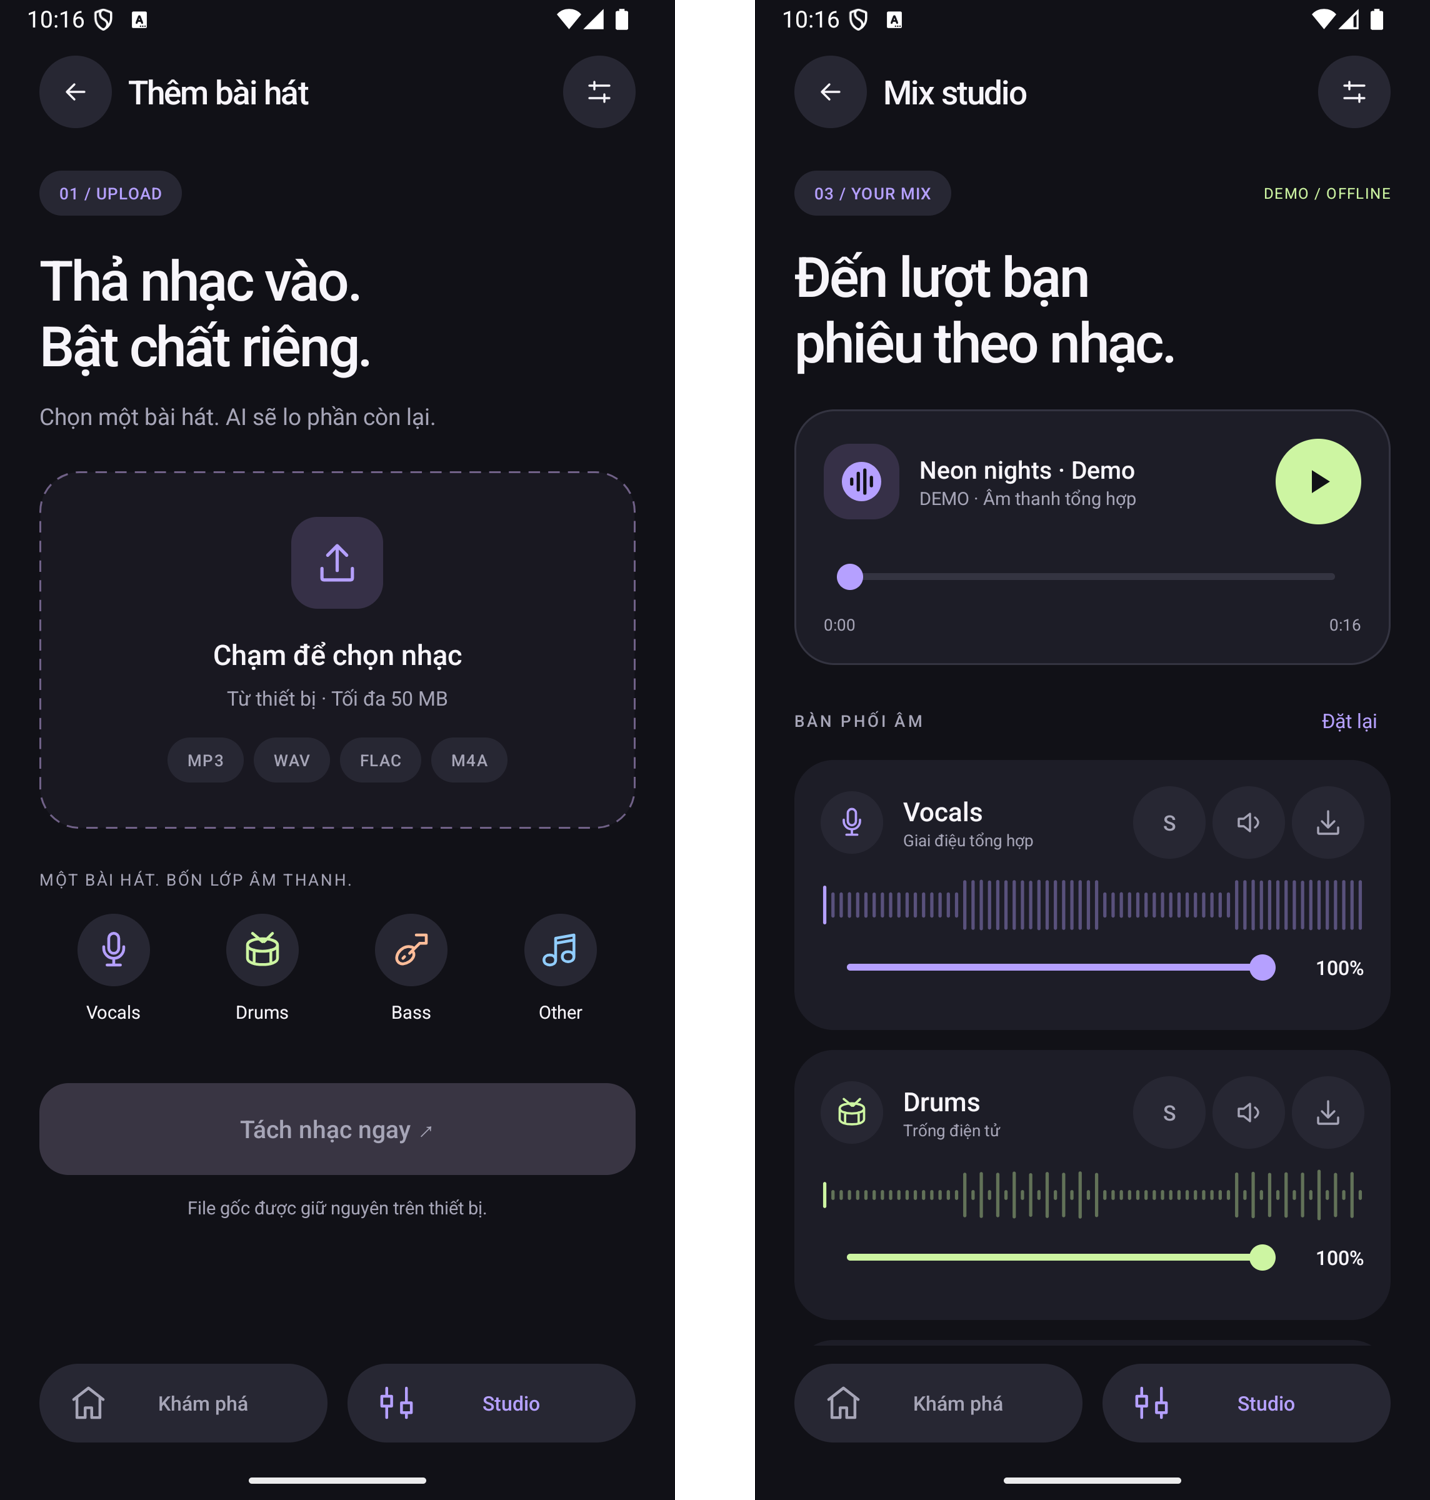 10:16
Thêm bài hát
01 / UPLOAD
Thả nhạc vào.
Bật chất riêng.
Chọn một bài hát. AI sẽ lo phần còn lại.
Chạm để chọn nhạc
Từ thiết bị · Tối đa 50 MB
MP3 WAV FLAC M4A
MỘT BÀI HÁT. BỐN LỚP ÂM THANH.
Vocals Drums Bass Other
Tách nhạc ngay ↗
File gốc được giữ nguyên trên thiết bị.
Khám phá Studio
10:16
Mix studio
03 / YOUR MIX DEMO / OFFLINE
Đến lượt bạn
phiêu theo nhạc.
Neon nights · Demo
DEMO · Âm thanh tổng hợp
0:00 0:16
BÀN PHỐI ÂM Đặt lại
Vocals S
Giai điệu tổng hợp
100%
Drums S
Trống điện tử
100%
Khám phá Studio